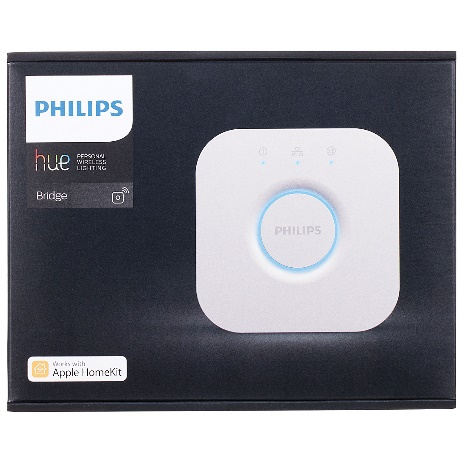 PHILIPS
hue PERSONAL
WIRELESS
LIGHTING
Bridge
PHILIPS
Works with
Apple HomeKit